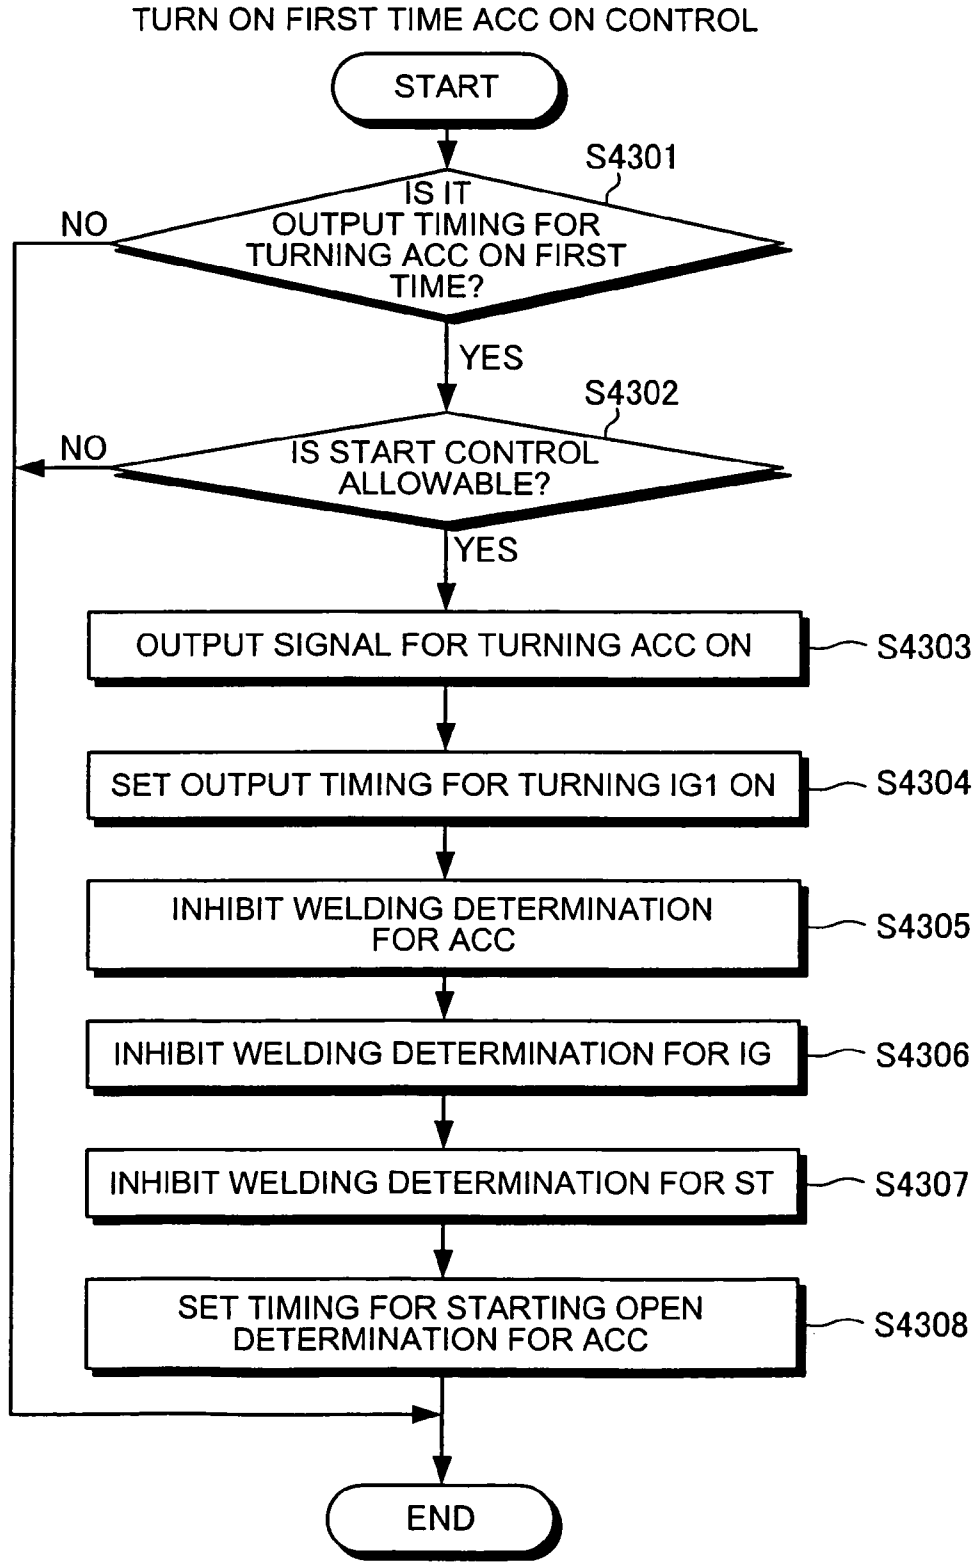 TURN ON FIRST TIME ACC ON CONTROL
START
S4301
IS IT
OUTPUT TIMING FOR
TURNING ACC ON FIRST
TIME?
NO
YES
S4302
NO
IS START CONTROL
ALLOWABLE?
YES
OUTPUT SIGNAL FOR TURNING ACC ON
S4303
SET OUTPUT TIMING FOR TURNING IG1 ON
S4304
INHIBIT WELDING DETERMINATION
FOR ACC
S4305
INHIBIT WELDING DETERMINATION FOR IG
S4306
INHIBIT WELDING DETERMINATION FOR ST
S4307
SET TIMING FOR STARTING OPEN
DETERMINATION FOR ACC
S4308
END